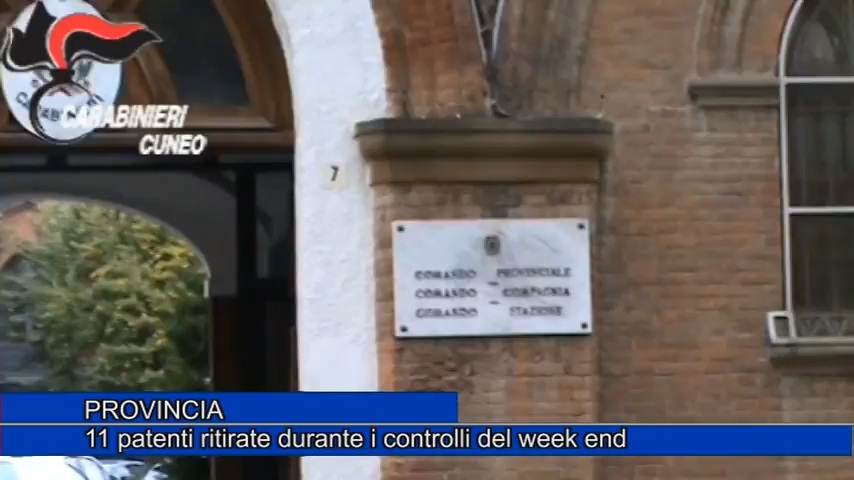 CARABINIERI
CUNEO
7
COMANDO PROVINCIALE
COMANDO - COMPAGNIA
COMANDO - STAZIONE
PROVINCIA
11 patenti ritirate durante i controlli del week end